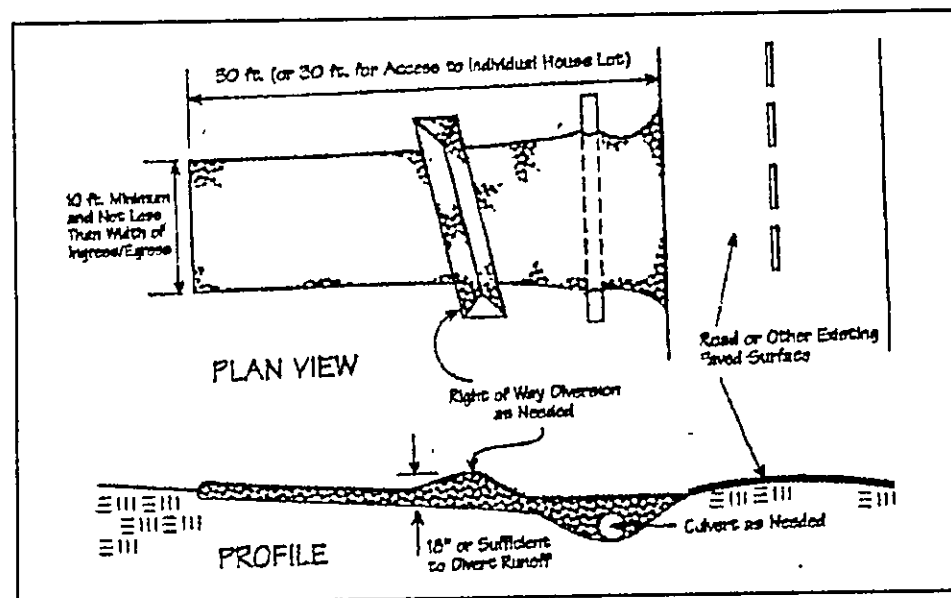 50 ft. (or 30 ft. for Access to Individual House Lot)
10 ft. Minimum
and Not Less
Than Width of
Ingress/Egress
PLAN VIEW
Road or Other Existing
Paved Surface
Right of Way Diversion
as Needed
Culvert as Needed
18" or Sufficient
to Divert Runoff
PROFILE